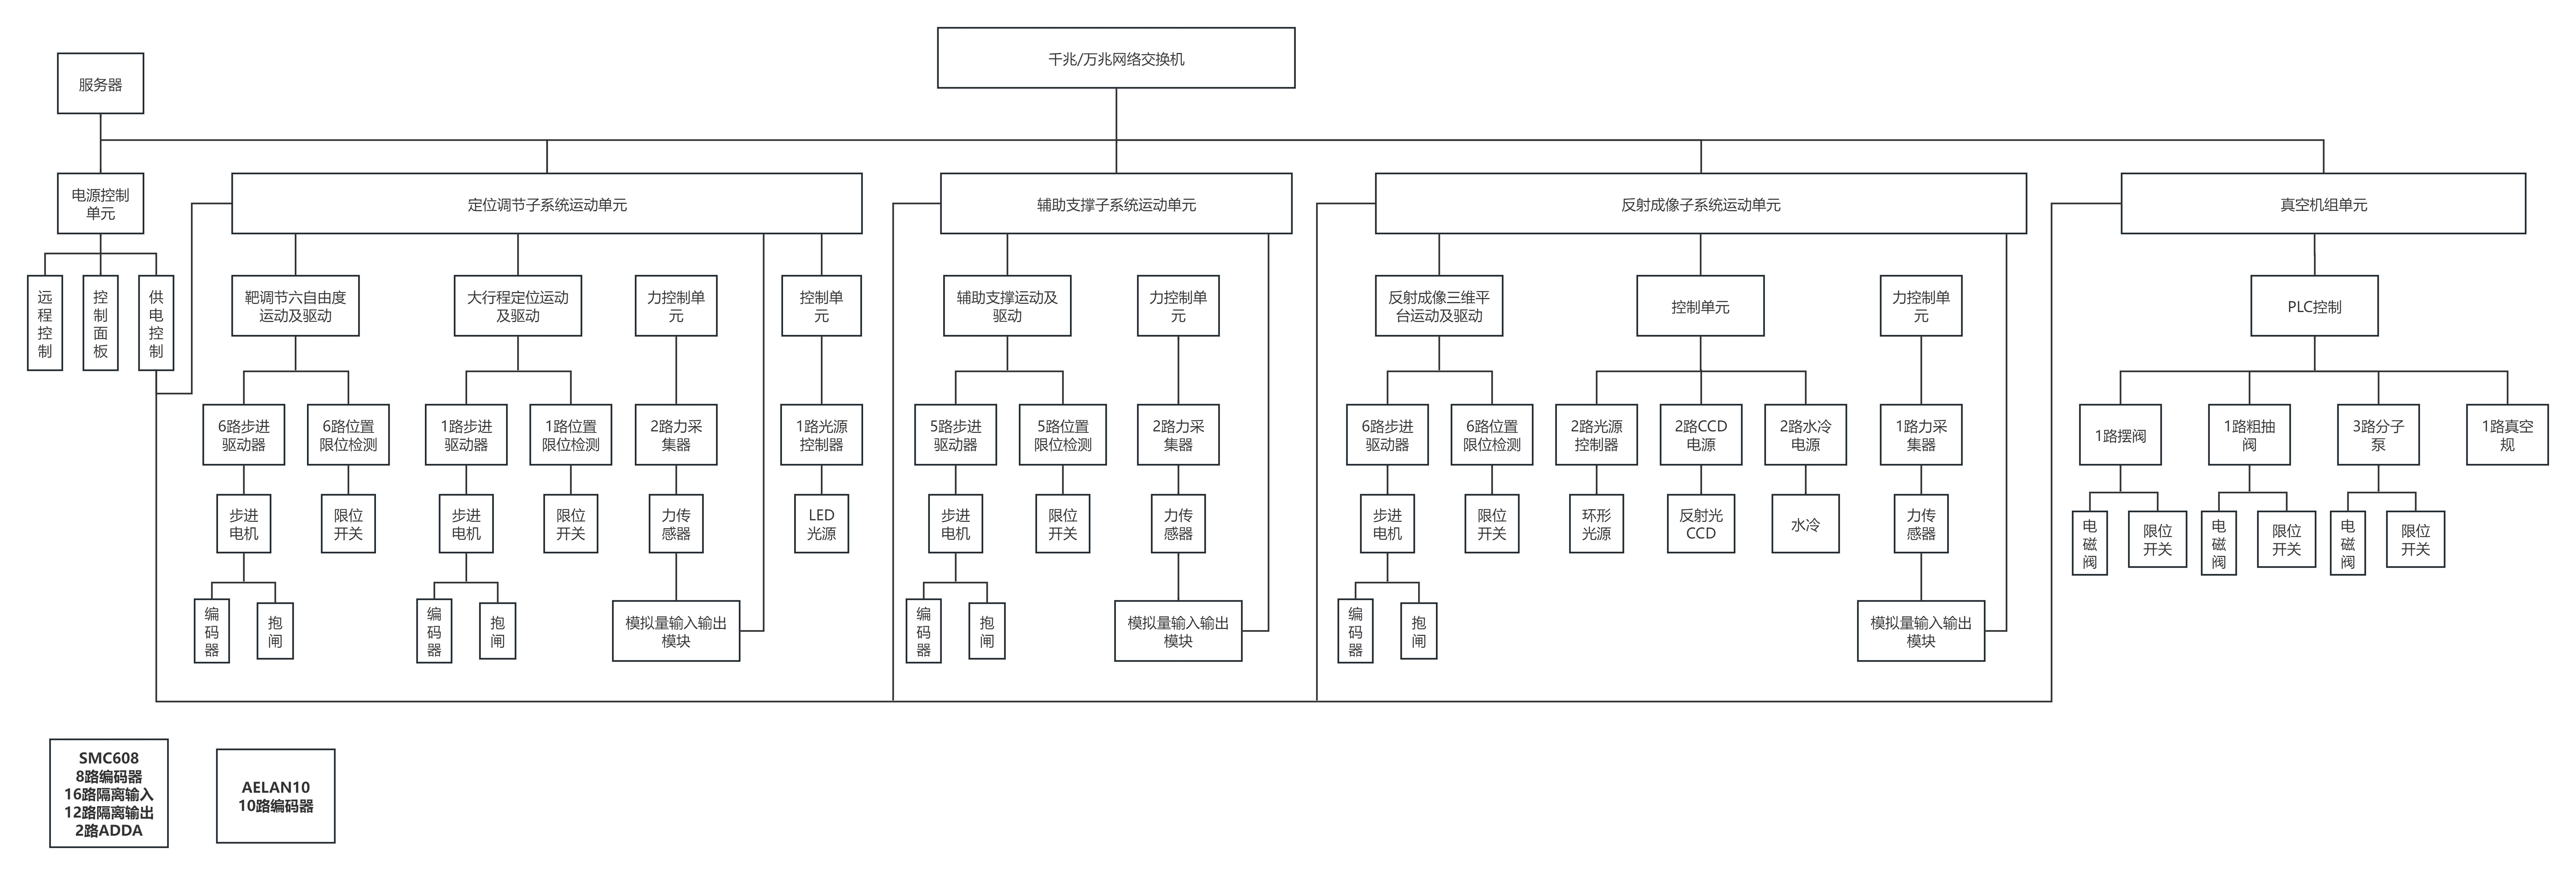 千兆/万兆网络交换机
服务器
电源控制
单元
定位调节子系统运动单元
辅助支撑子系统运动单元
反射成像子系统运动单元
真空机组单元
远
程
控
制
控
制
面
板
供
电
控
制
靶调节六自由度
运动及驱动
大行程定位运动
及驱动
力控制单
元
控制单
元
辅助支撑运动及
驱动
力控制单
元
反射成像三维平
台运动及驱动
控制单元
力控制单
元
PLC控制
6路步进
驱动器
6路位置
限位检测
1路步进
驱动器
1路位置
限位检测
2路力采
集器
1路光源
控制器
5路步进
驱动器
5路位置
限位检测
2路力采
集器
6路步进
驱动器
6路位置
限位检测
2路光源
控制器
2路CCD
电源
2路水冷
电源
1路力采
集器
1路摆阀
1路粗抽
阀
3路分子
泵
1路真空
规
步进
电机
限位
开关
步进
电机
限位
开关
力传
感器
LED
光源
步进
电机
限位
开关
力传
感器
步进
电机
限位
开关
环形
光源
反射光
CCD
水冷
力传
感器
电
磁
阀
限位
开关
电
磁
阀
限位
开关
电
磁
阀
限位
开关
编
码
器
抱
闸
编
码
器
抱
闸
模拟量输入输出
模块
编
码
器
抱
闸
模拟量输入输出
模块
编
码
器
抱
闸
模拟量输入输出
模块
SMC608
8路编码器
16路隔离输入
12路隔离输出
2路ADDA
AELAN10
10路编码器